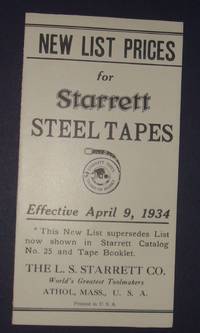 NEW LIST PRICES
for
Starrett
STEEL TAPES
Effective April 9, 1934
* This New List supersedes List
now shown in Starrett Catalog
No. 25 and Tape Booklet.
THE L. S. STARRETT CO.
World's Greatest Toolmakers
ATHOL, MASS., U. S. A.
Printed in U. S. A.